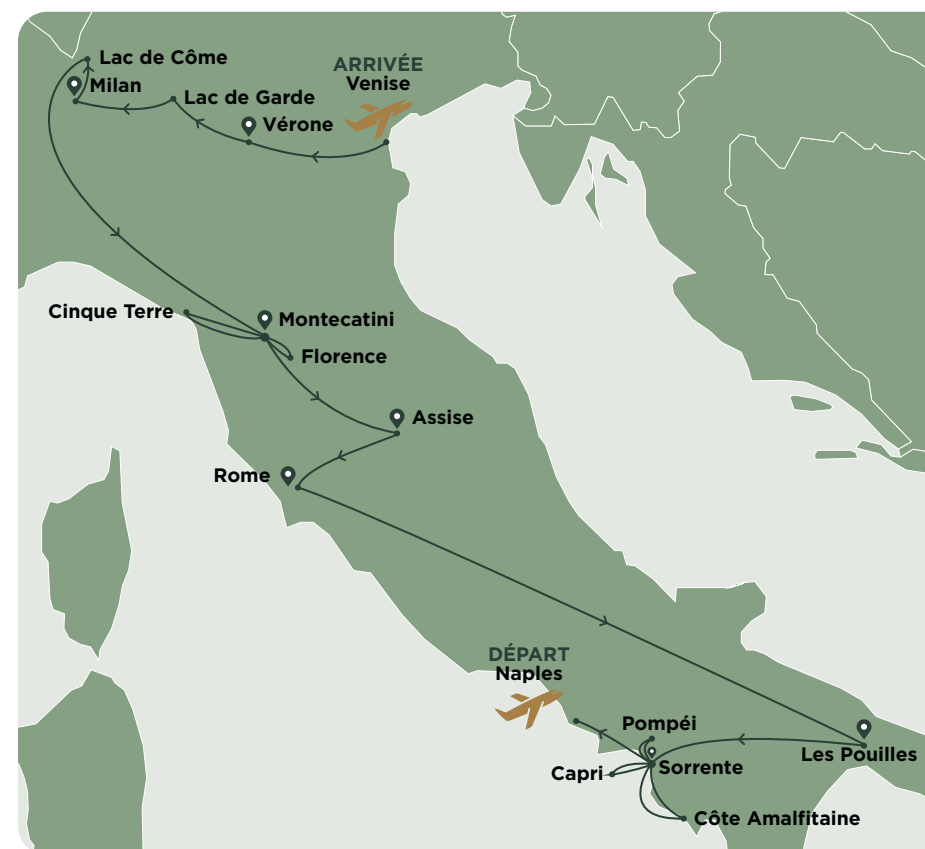 Lac de Côme
ARRIVÉE
Venise
Milan
Lac de Garde
Vérone
Cinque Terre
Montecatini
Florence
Assise
Rome
DÉPART
Naples
Pompéi
Les Pouilles
Sorrente
Capri
Côte Amalfitaine